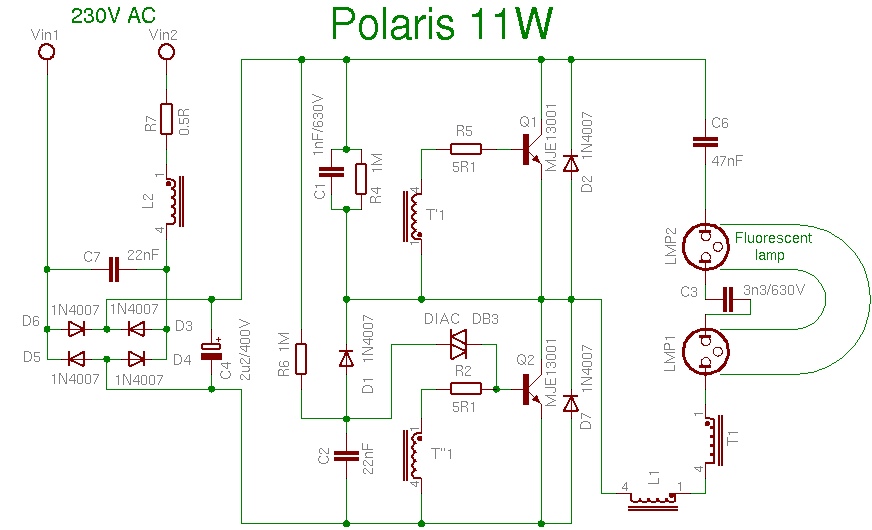 230V AC
Polaris 11W
Vin1
Vin2
R7
0.5R
1
L2
4
C7
22nF
D6
1N4007
1N4007
D3
D5
D4
1N4007
1N4007
C4
+
2u2/400V
1nF/630V
C1
R4
1M
R5
5R1
4
T'1
1
Q1
MJE13001
1N4007
D2
C6
47nF
LMP2
Fluorescent
lamp
C3
3n3/630V
LMP1
R6
1M
D1
1N4007
DIAC
DB3
R2
5R1
Q2
MJE13001
1N4007
D7
C2
22nF
1
T"1
4
1
T1
4
4
L1
1